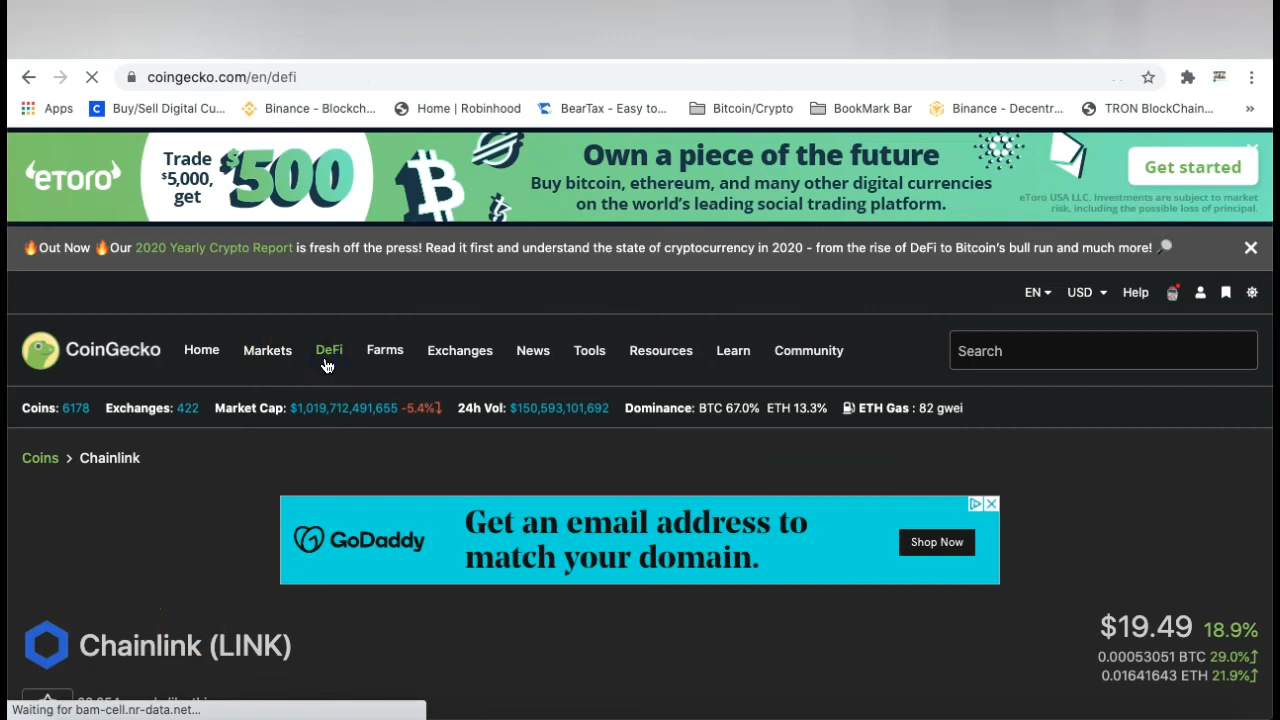 coingecko.com/en/defi
Apps Buy/Sell Digital Cu... Binance - Blockch... Home | Robinhood BearTax - Easy to... Bitcoin/Crypto BookMark Bar Binance - Decentr... TRON BlockChain... »
eToro
Trade
$5,000,
get
$500
Own a piece of the future
Buy bitcoin, ethereum, and many other digital currencies
on the world's leading social trading platform.
Get started
eToro USA LLC. Investments are subject to market
risk, including the possible loss of principal.
🔥Out Now 🔥Our 2020 Yearly Crypto Report is fresh off the press! Read it first and understand the state of cryptocurrency in 2020 - from the rise of DeFi to Bitcoin's bull run and much more! 🔎
EN USD Help
CoinGecko Home Markets DeFi Farms Exchanges News Tools Resources Learn Community Search
Coins: 6178 Exchanges: 422 Market Cap: $1,019,712,491,655 -5.4% 24h Vol: $150,593,101,692 Dominance: BTC 67.0% ETH 13.3% ETH Gas : 82 gwei
Coins > Chainlink
GoDaddy
Get an email address to
match your domain.
Shop Now
Chainlink (LINK)
$19.49 18.9%
0.00053051 BTC 29.0%
0.01641643 ETH 21.9%
Waiting for bam-cell.nr-data.net...